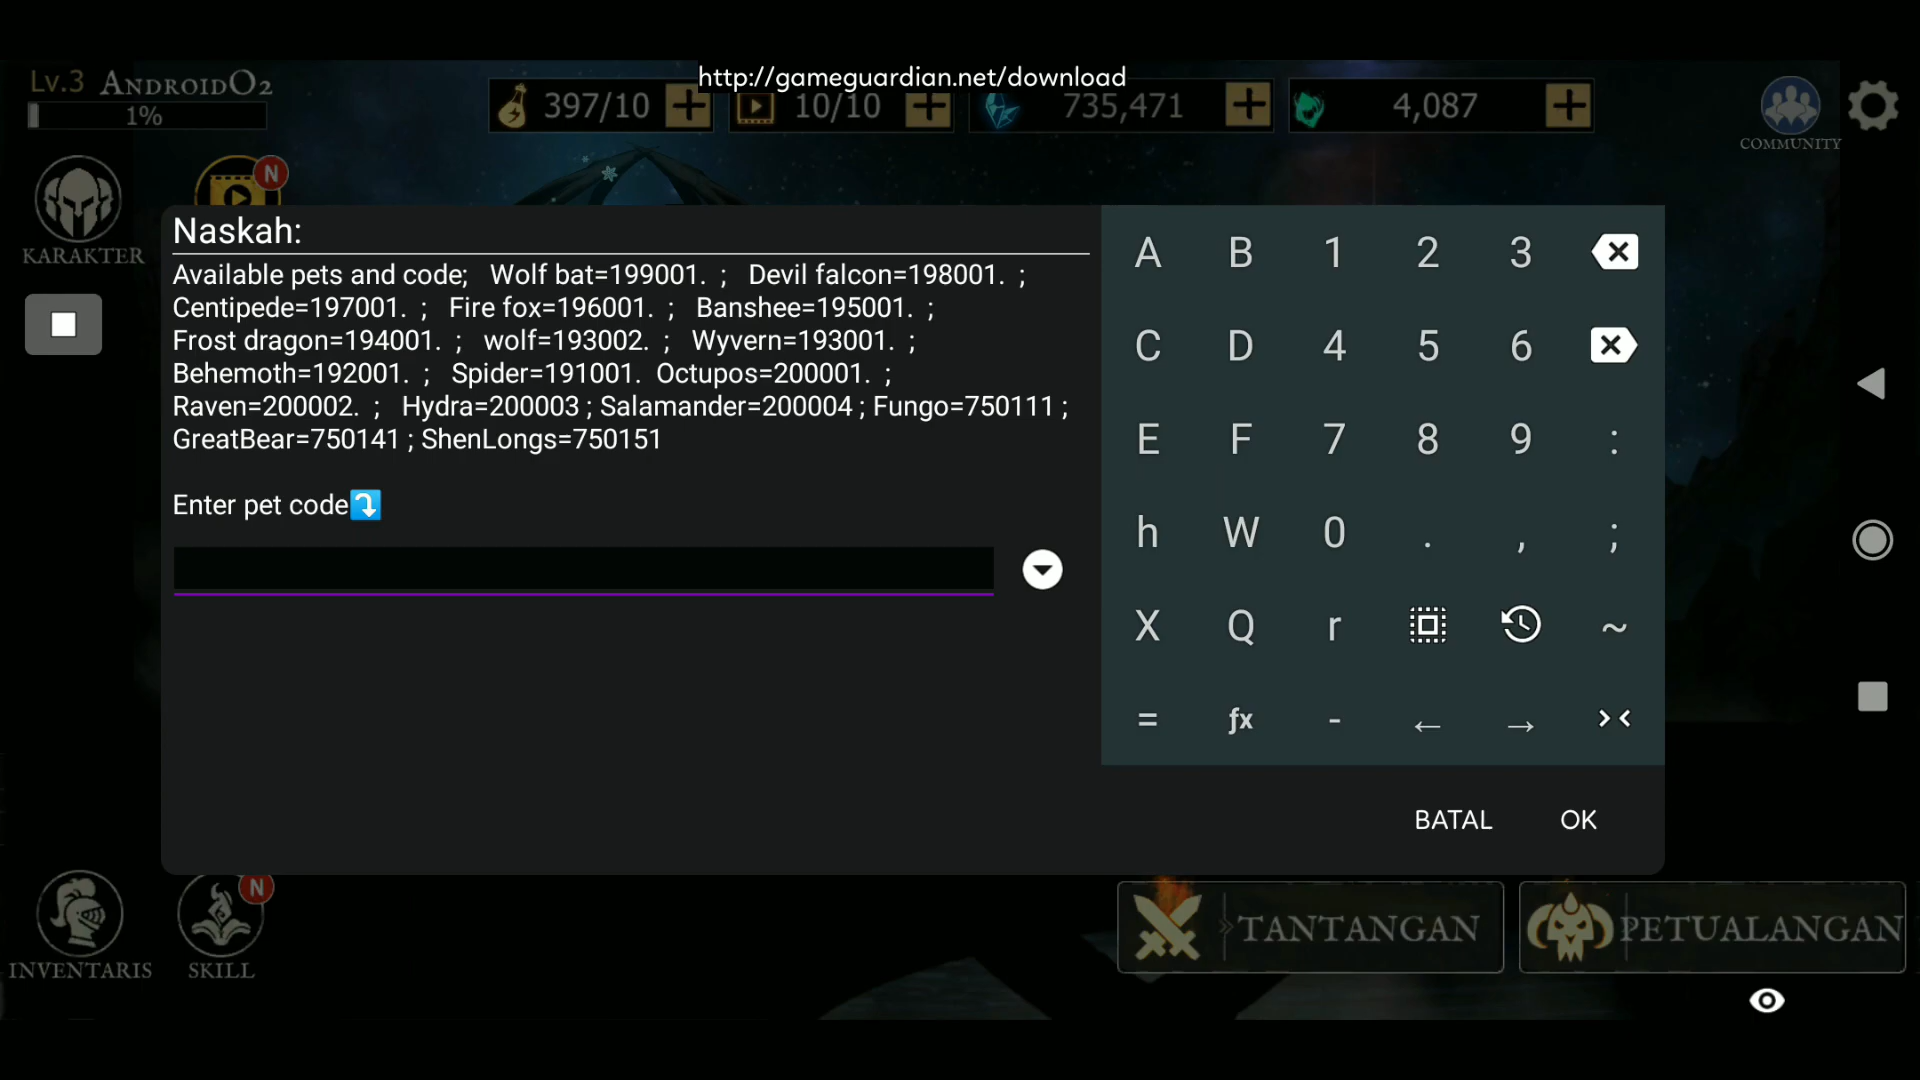 http://gameguardian.net/download
Lv.3 ANDROIDO2
1%
397/10
10/10
735,471
4,087
COMMUNITY
N
KARAKTER
Naskah:
Available pets and code;   Wolf bat=199001.  ;   Devil falcon=198001.  ;
Centipede=197001.  ;   Fire fox=196001.  ;   Banshee=195001.  ;
Frost dragon=194001.  ;   wolf=193002.  ;   Wyvern=193001.  ;
Behemoth=192001.  ;   Spider=191001.  Octupos=200001.  ;
Raven=200002.  ;   Hydra=200003 ; Salamander=200004 ; Fungo=750111 ;
GreatBear=750141 ; ShenLongs=750151
Enter pet code⤵️
A B 1 2 3
C D 4 5 6
E F 7 8 9 :
h W 0 . , ;
X Q r ~
= ƒx - ← → ><
BATAL OK
N
INVENTARIS
SKILL
TANTANGAN
PETUALANGAN